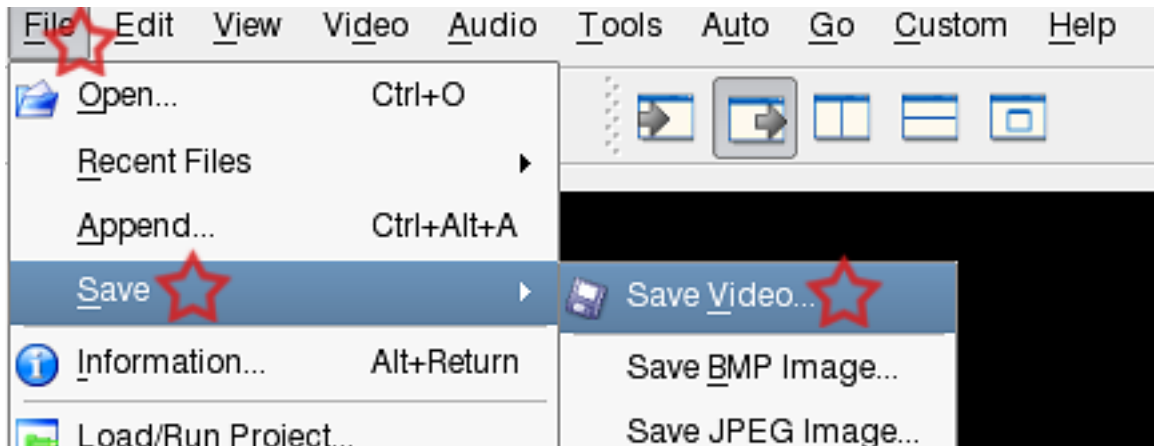 File Edit View Video Audio Tools Auto Go Custom Help
Open... Ctrl+O
Recent Files
Append... Ctrl+Alt+A
Save
Save Video...
Information... Alt+Return
Save BMP Image...
Load/Run Project...
Save JPEG Image...